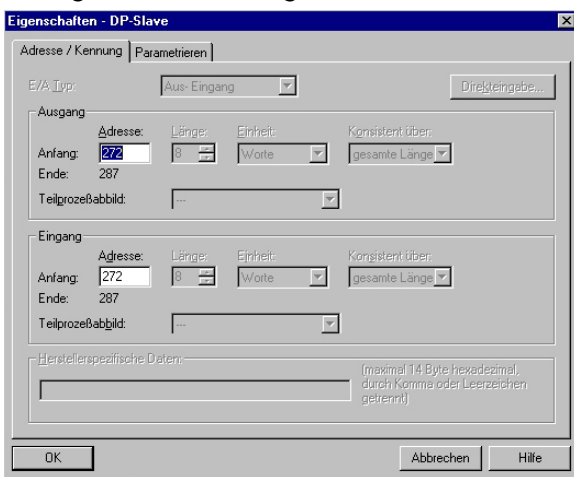 Eigenschaften - DP-Slave
Adresse / Kennung Parametrieren
E/A Typ: Aus- Eingang Direkteingabe...
Ausgang
Adresse: Länge: Einheit: Konsistent über:
Anfang: 272 8 Worte gesamte Länge
Ende: 287
Teilprozeßabbild: ---
Eingang
Adresse: Länge: Einheit: Konsistent über:
Anfang: 272 8 Worte gesamte Länge
Ende: 287
Teilprozeßabbild: ---
Herstellerspezifische Daten:
(maximal 14 Byte hexadezimal,
durch Komma oder Leerzeichen
getrennt)
OK Abbrechen Hilfe